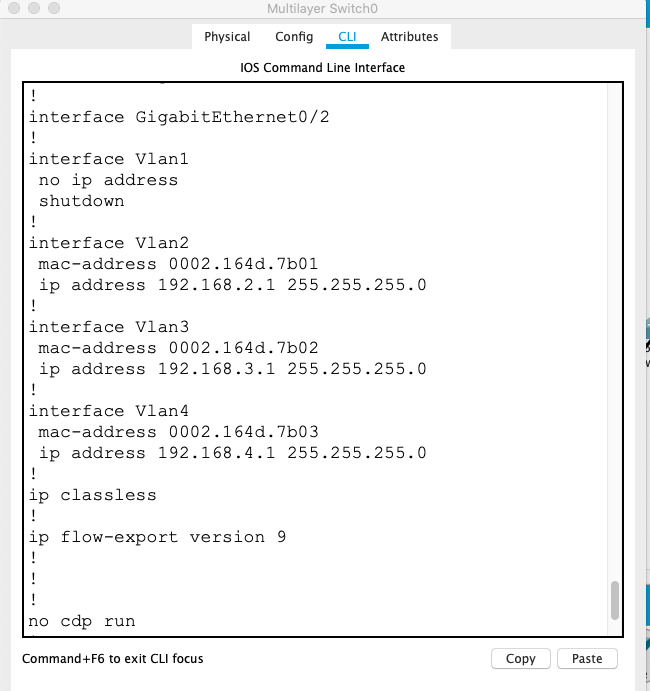 Multilayer Switch0
Physical Config CLI Attributes
IOS Command Line Interface
!
interface GigabitEthernet0/2
!
interface Vlan1
 no ip address
 shutdown
!
interface Vlan2
 mac-address 0002.164d.7b01
 ip address 192.168.2.1 255.255.255.0
!
interface Vlan3
 mac-address 0002.164d.7b02
 ip address 192.168.3.1 255.255.255.0
!
interface Vlan4
 mac-address 0002.164d.7b03
 ip address 192.168.4.1 255.255.255.0
!
ip classless
!
ip flow-export version 9
!
!
!
no cdp run
Command+F6 to exit CLI focus Copy Paste